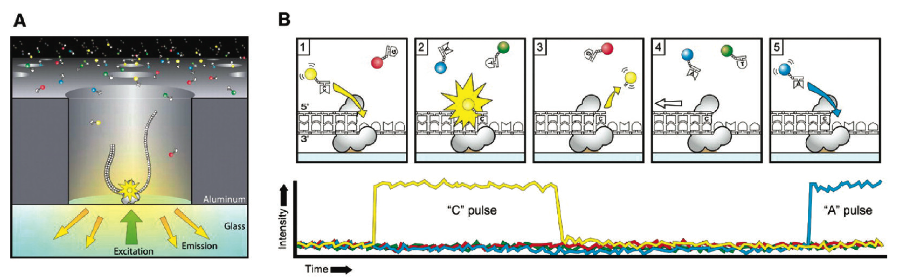 A
Aluminum
Glass
Excitation
Emission
B
1
2
3
4
5
5'
3'
Intensity
"C" pulse
"A" pulse
Time